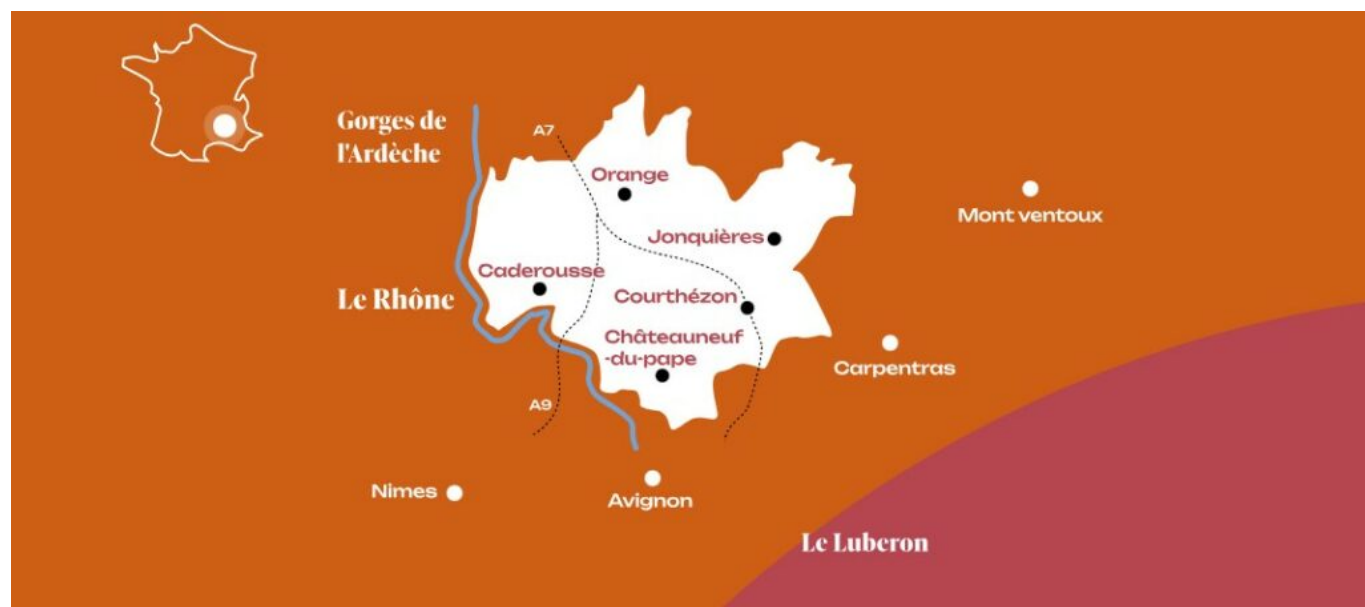 Gorges de
l'Ardèche
A7
Orange
Mont ventoux
Jonquières
Caderousse
Le Rhône
Courthézon
Châteauneuf
-du-pape
Carpentras
A9
Nimes
Avignon
Le Luberon